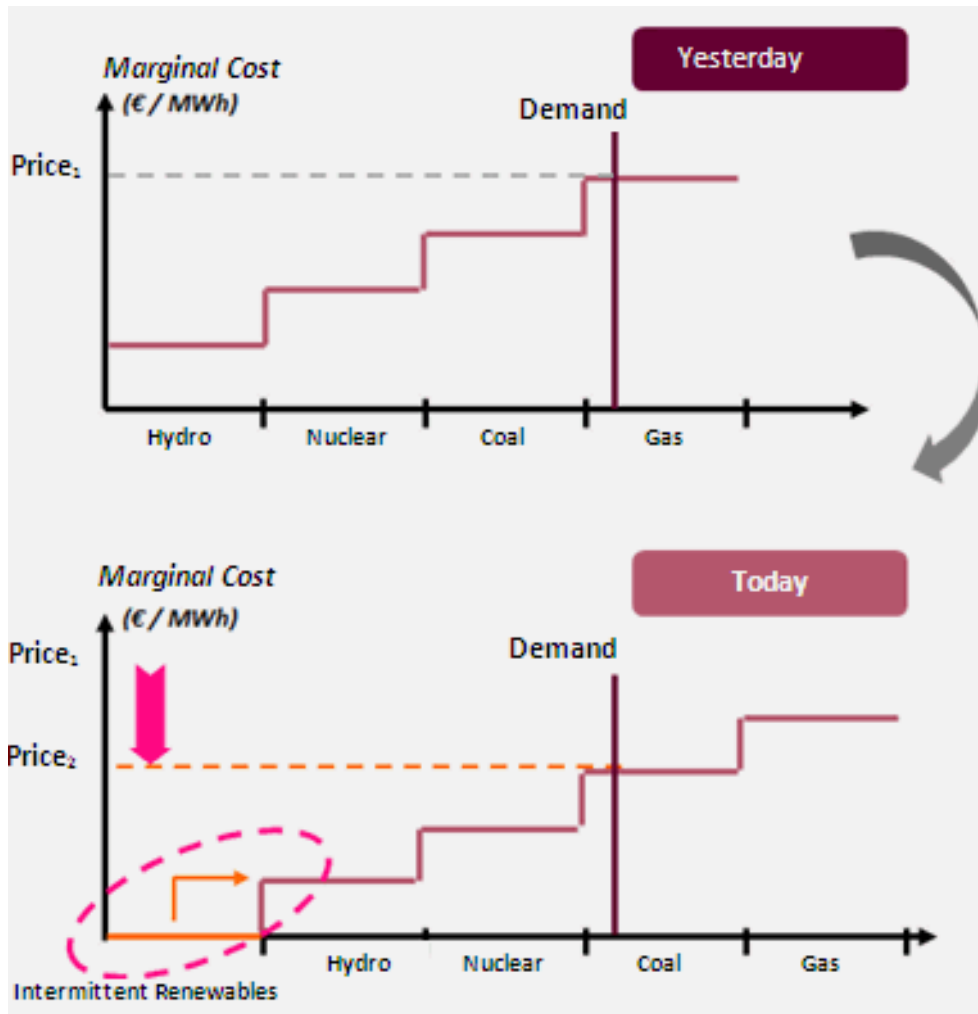 Yesterday
Marginal Cost
(€ / MWh)
Demand
Price₁
Hydro
Nuclear
Coal
Gas
Today
Marginal Cost
(€ / MWh)
Price₁
Demand
Price₂
Hydro
Nuclear
Coal
Gas
Intermittent Renewables